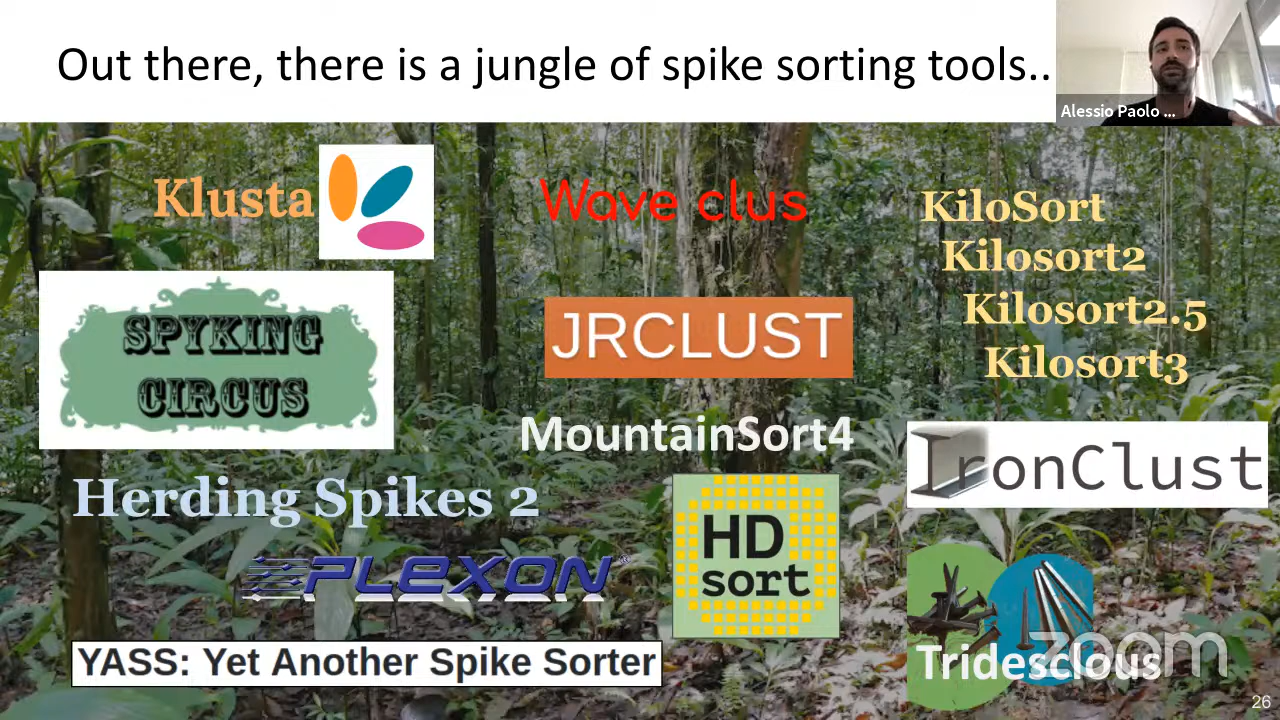 Out there, there is a jungle of spike sorting tools..
Alessio Paolo ...
Klusta
Wave clus
KiloSort
Kilosort2
Kilosort2.5
Kilosort3
SPYKING
CIRCUS
JRCLUST
MountainSort4
IronClust
Herding Spikes 2
HD
sort
PLEXON®
YASS: Yet Another Spike Sorter
Tridesclous
zoom
26